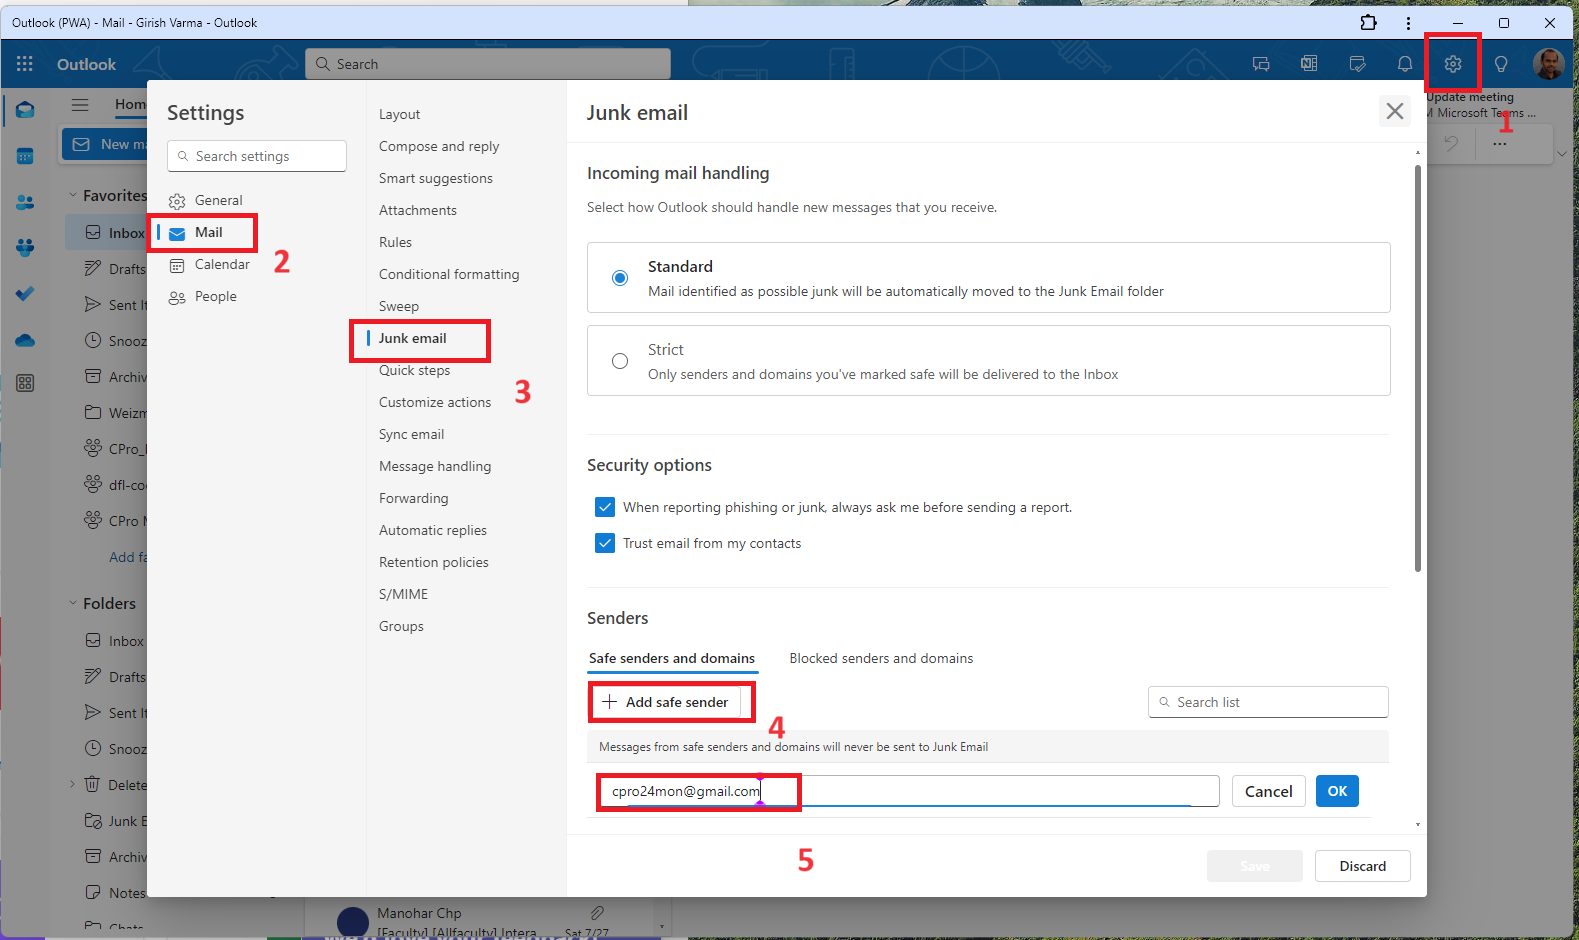 Outlook (PWA) - Mail - Girish Varma - Outlook
Outlook
Search
Home
New ma
Update meeting
M Microsoft Teams ...
1
Favorites
Inbox
Drafts
Sent It
Snooz
Archiv
Weizm
CPro_
dfl-co
CPro M
Add fa
Folders
Inbox
Drafts
Sent It
Snooz
Delete
Junk E
Archiv
Notes
Chats
Settings
Search settings
General
Mail
2
Calendar
People
Layout
Compose and reply
Smart suggestions
Attachments
Rules
Conditional formatting
Sweep
Junk email
Quick steps
3
Customize actions
Sync email
Message handling
Forwarding
Automatic replies
Retention policies
S/MIME
Groups
Junk email
Incoming mail handling
Select how Outlook should handle new messages that you receive.
Standard
Mail identified as possible junk will be automatically moved to the Junk Email folder
Strict
Only senders and domains you've marked safe will be delivered to the Inbox
Security options
When reporting phishing or junk, always ask me before sending a report.
Trust email from my contacts
Senders
Safe senders and domains
Blocked senders and domains
Add safe sender
4
Search list
Messages from safe senders and domains will never be sent to Junk Email
cpro24mon@gmail.com
Cancel
OK
5
Save
Discard
Manohar Chp
[Faculty] [Allfaculty] Intera
Sat 7/27